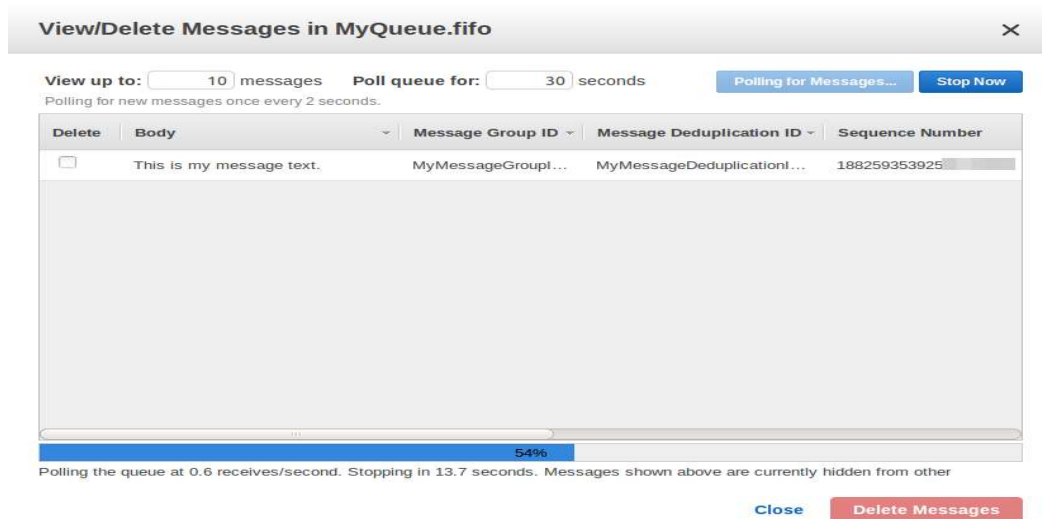 View/Delete Messages in MyQueue.fifo
View up to: 10 messages Poll queue for: 30 seconds Polling for Messages... Stop Now
Polling for new messages once every 2 seconds.
Delete Body Message Group ID Message Deduplication ID Sequence Number
This is my message text. MyMessageGroupI... MyMessageDeduplicationI... 188259353925
54%
Polling the queue at 0.6 receives/second. Stopping in 13.7 seconds. Messages shown above are currently hidden from other
Close Delete Messages